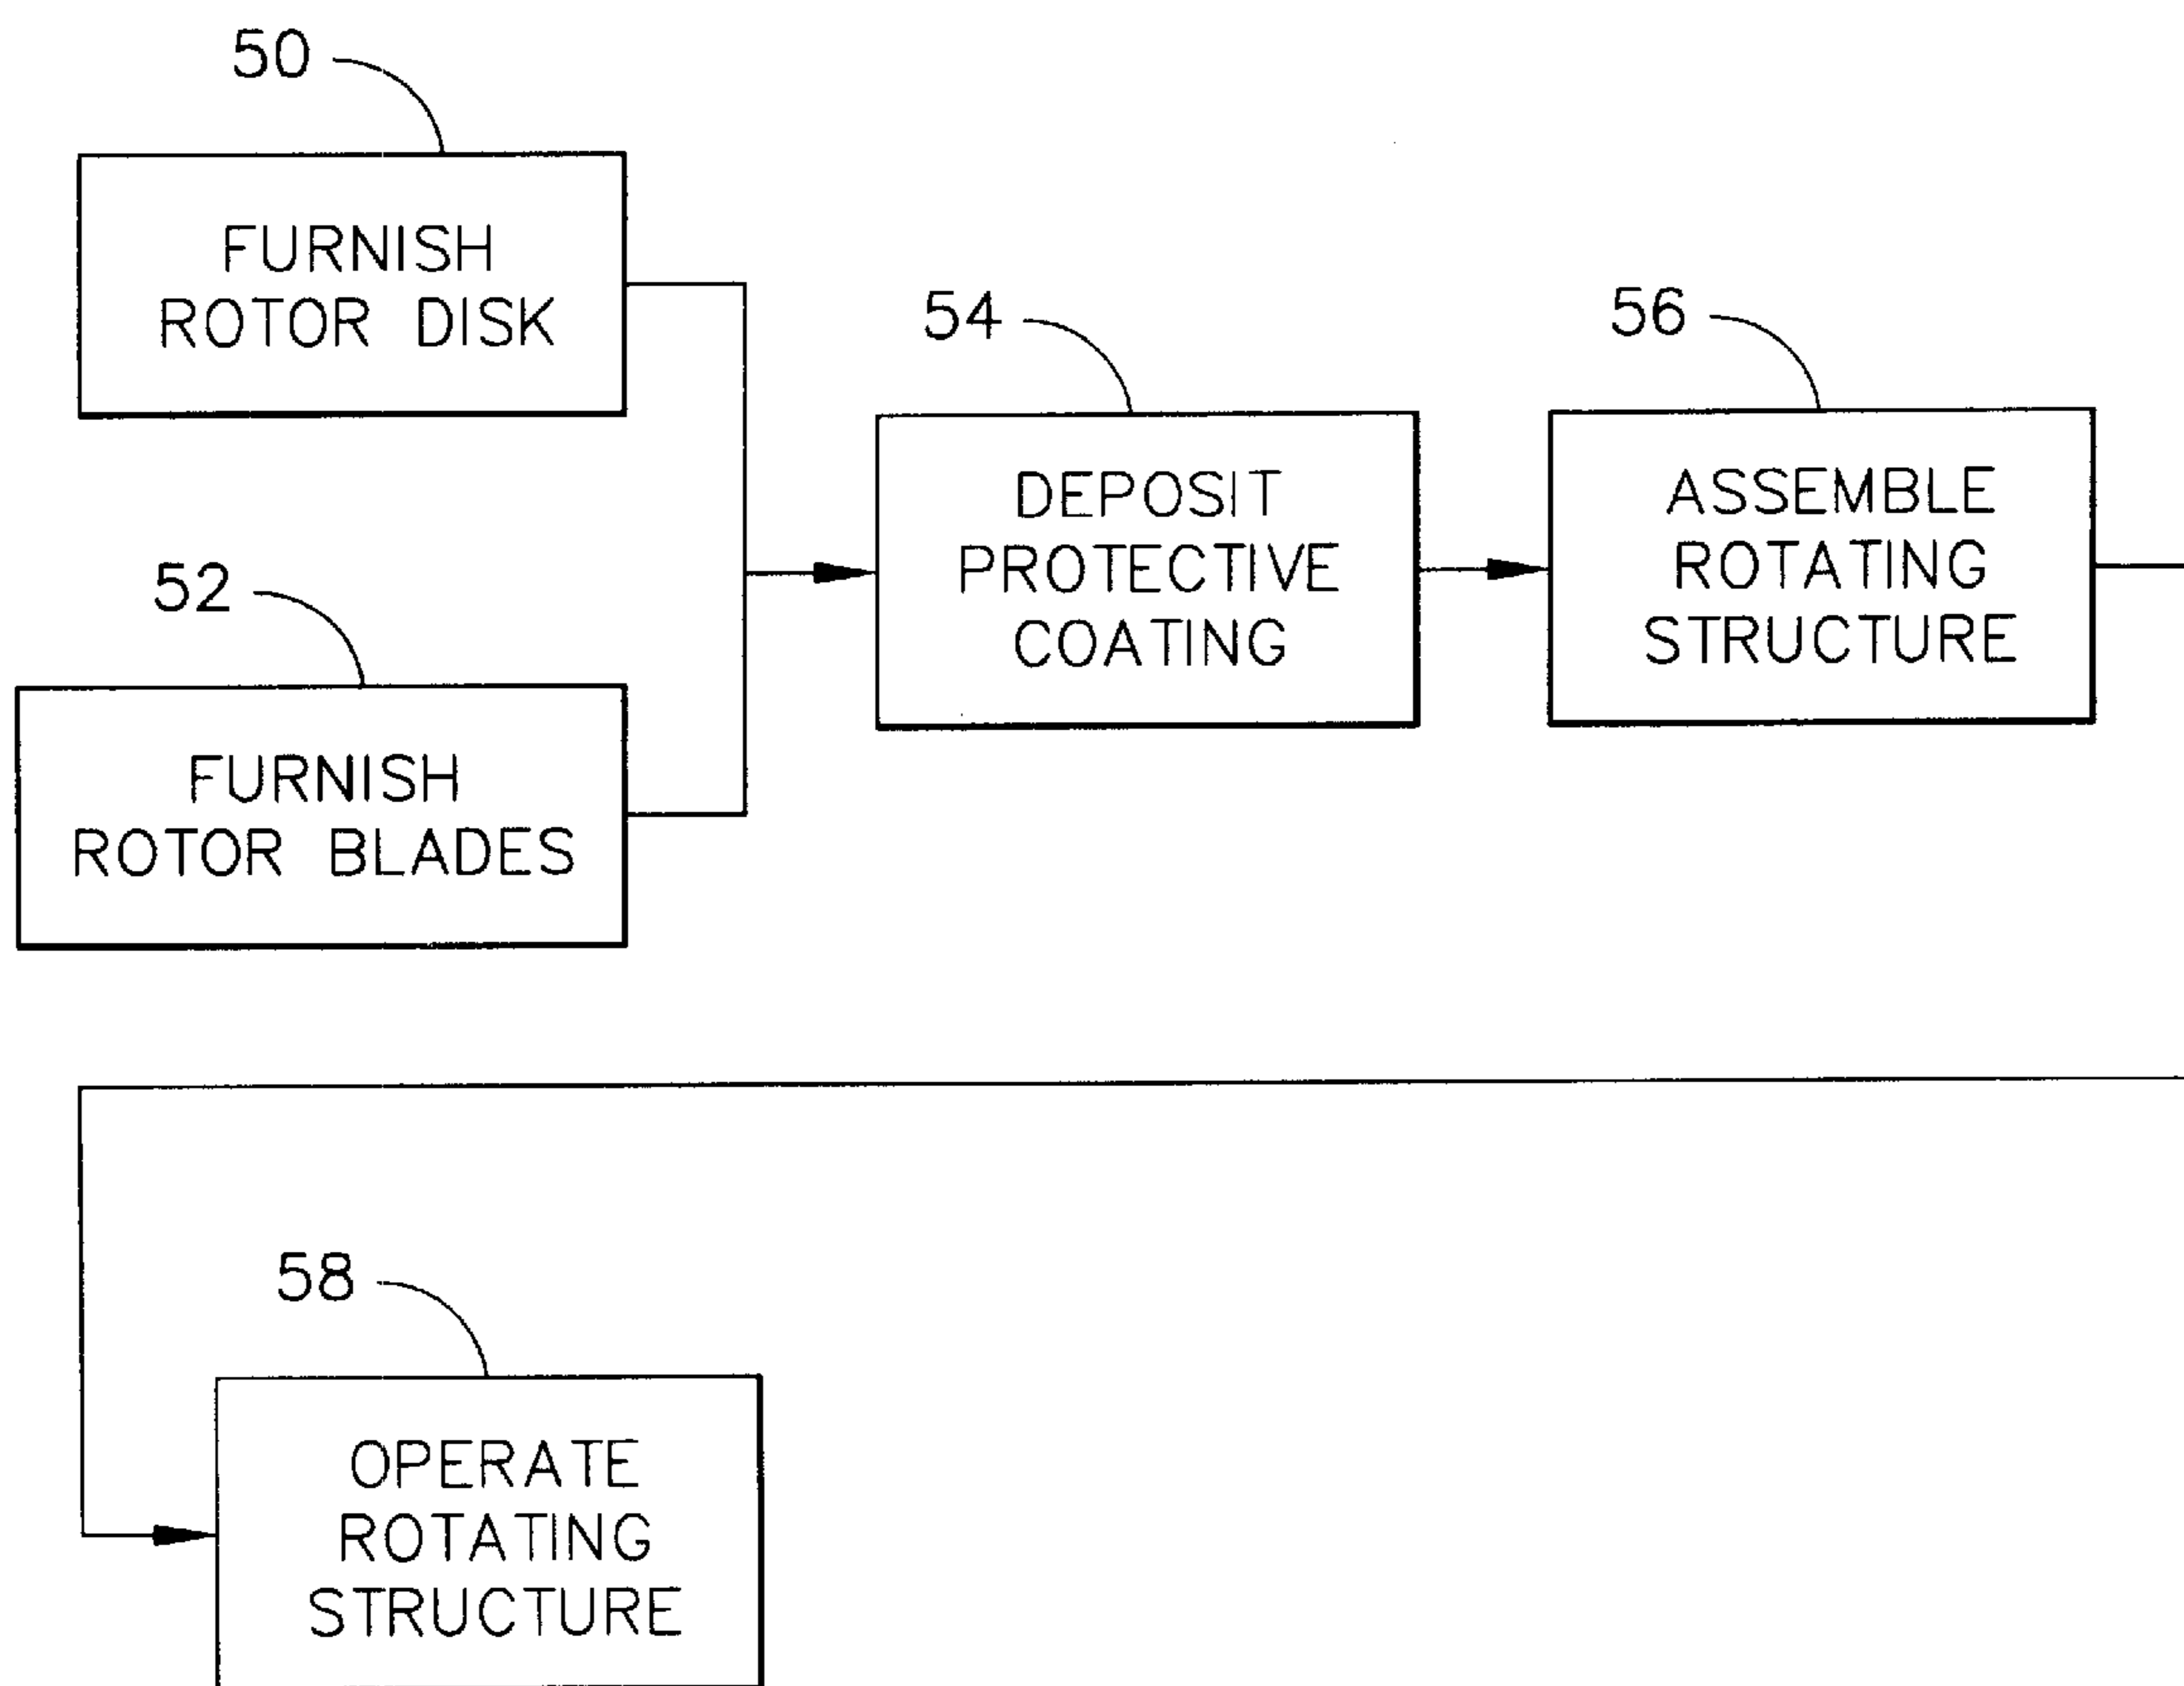 50
FURNISH
ROTOR DISK
52
FURNISH
ROTOR BLADES
54
DEPOSIT
PROTECTIVE
COATING
56
ASSEMBLE
ROTATING
STRUCTURE
58
OPERATE
ROTATING
STRUCTURE